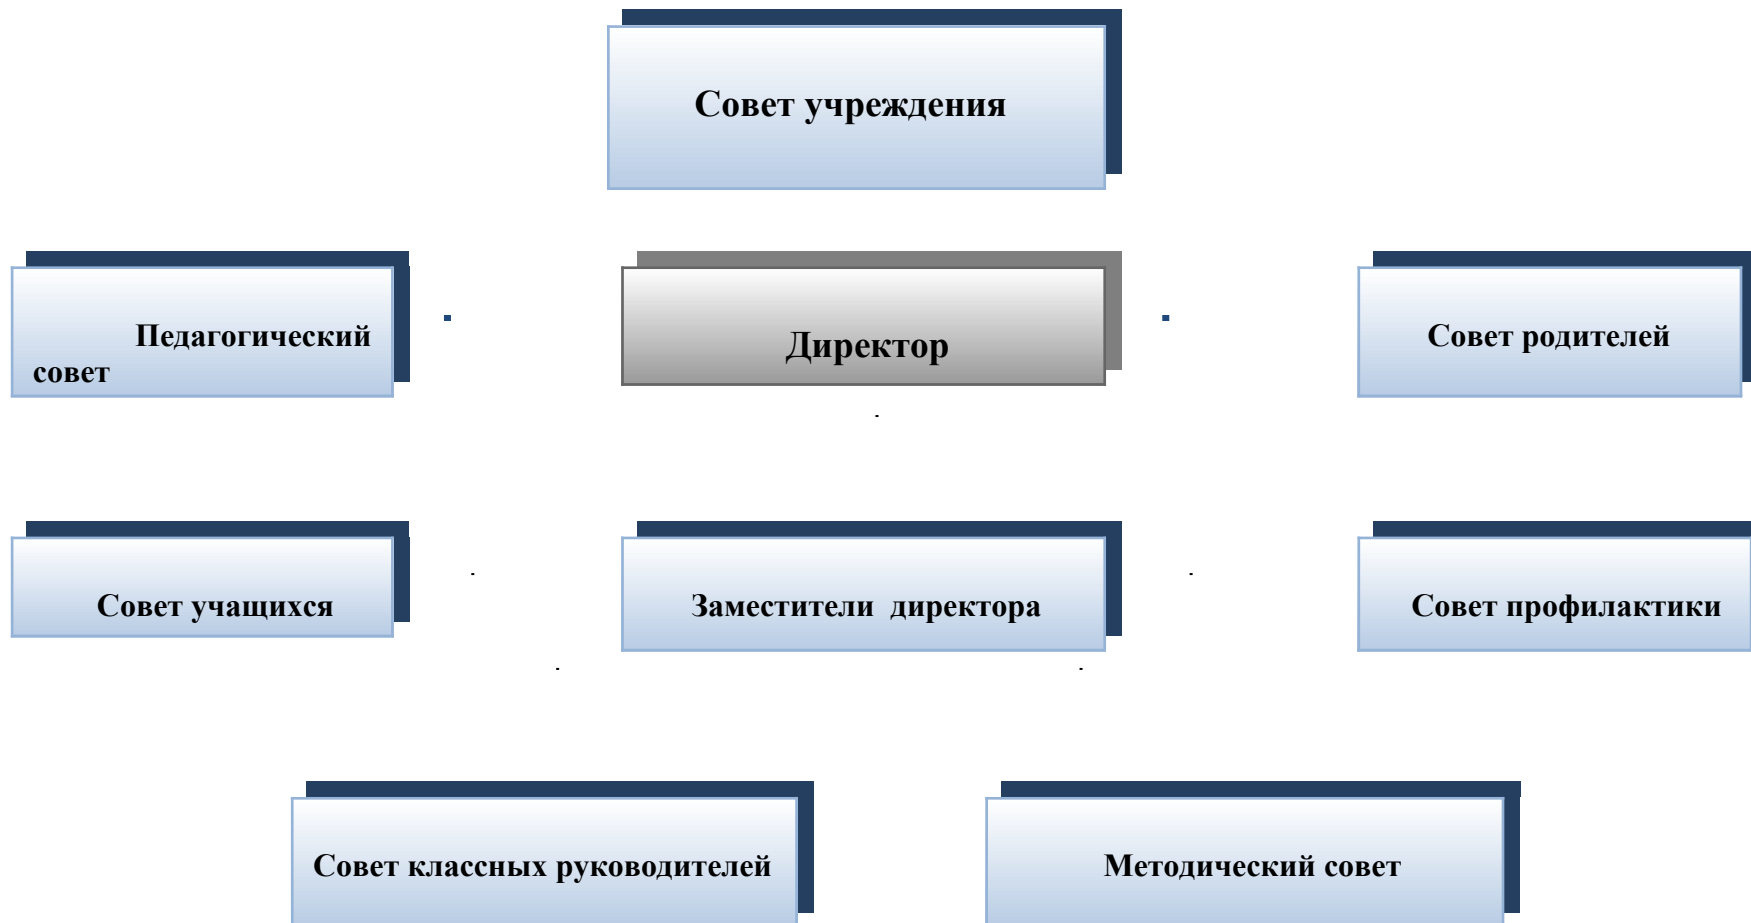 Совет учреждения
Педагогический
совет
Директор
Совет родителей
Совет учащихся
Заместители директора
Совет профилактики
Совет классных руководителей
Методический совет